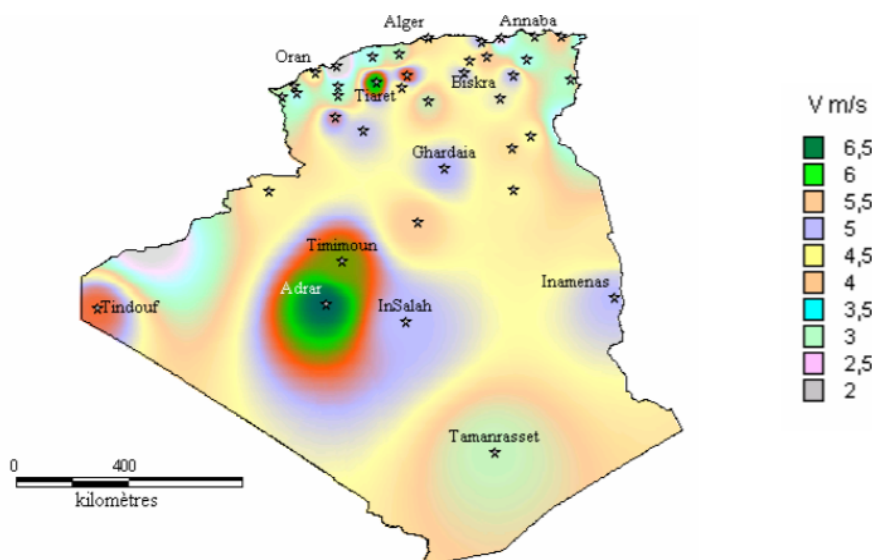 Alger
Annaba
Oran
Tiaret
Biskra
Ghardaia
Timimoun
Adrar
InSalah
Inamenas
Tindouf
Tamanrasset
0 400
kilomètres
V m/s
6,5
6
5,5
5
4,5
4
3,5
3
2,5
2